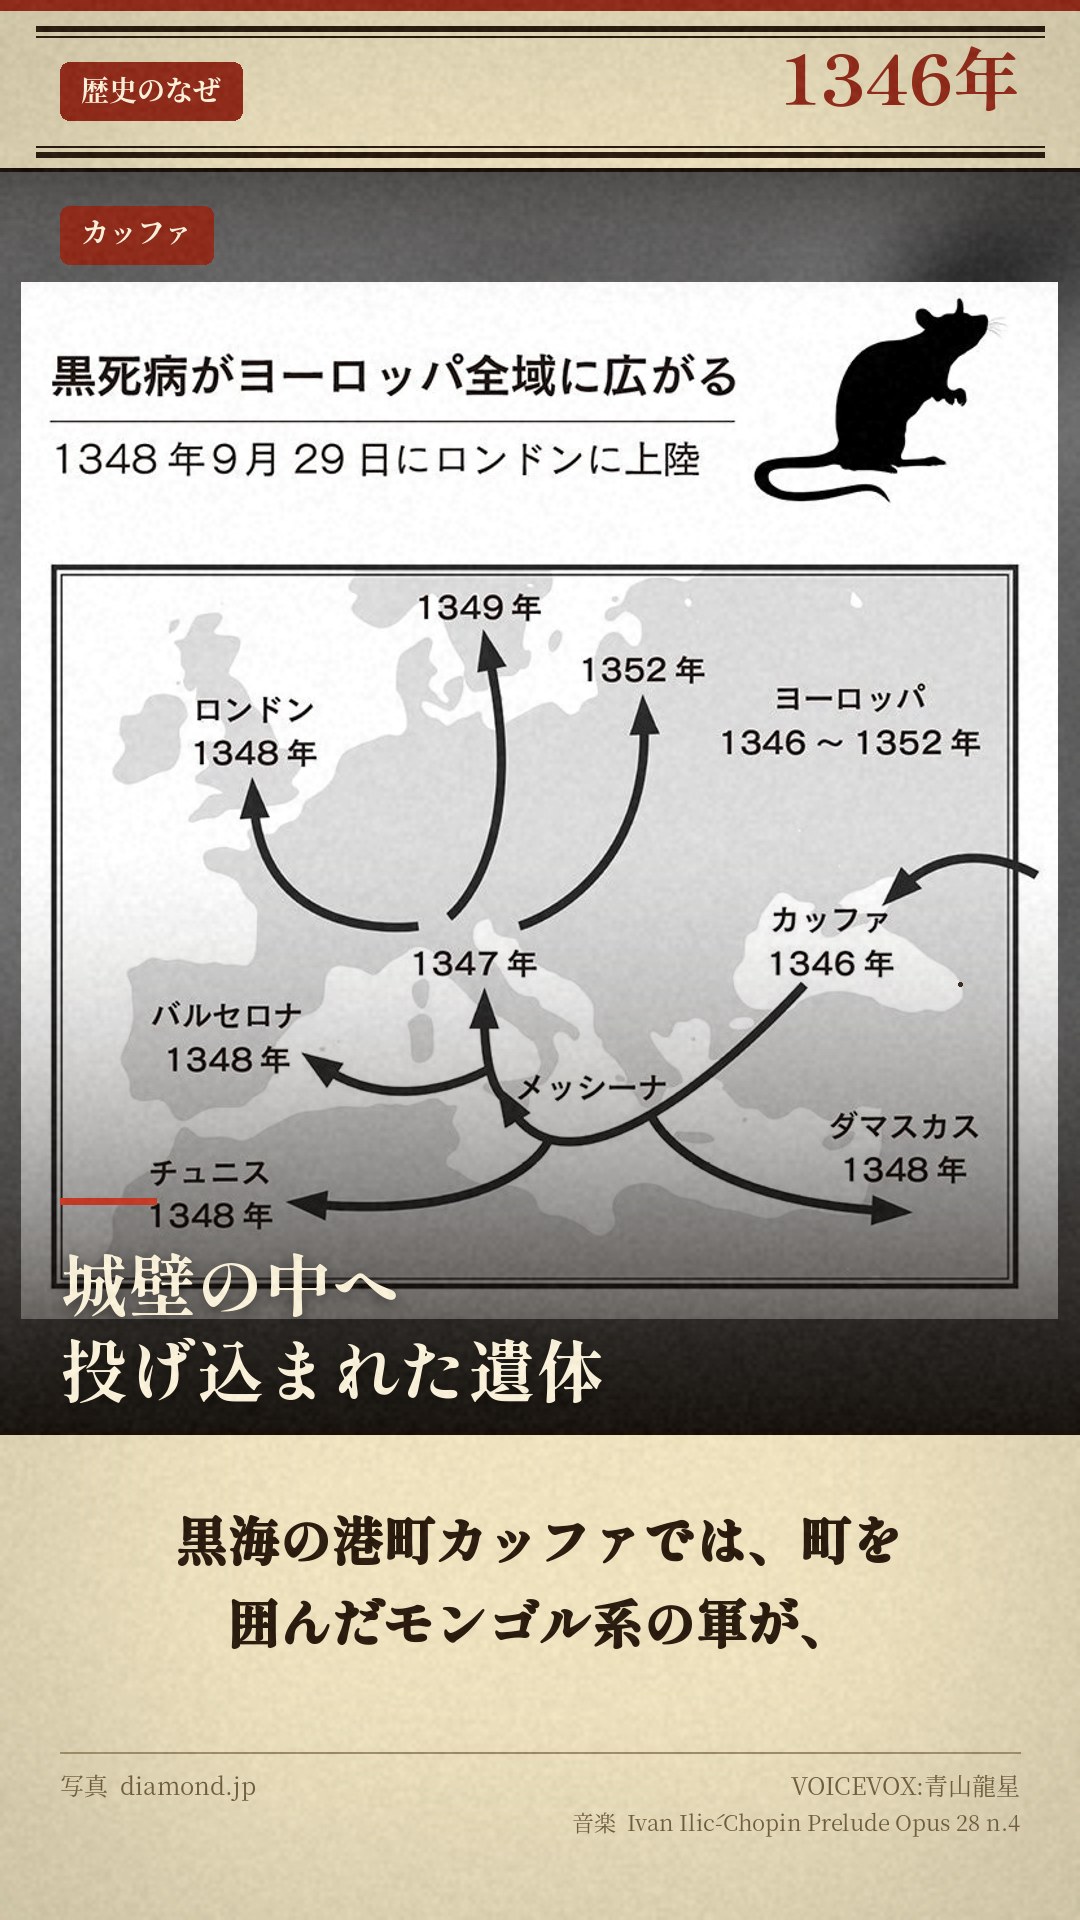 歴史のなぜ
1346年
カッファ
黒死病がヨーロッパ全域に広がる
1348年9月29日にロンドンに上陸
1349年
1352年
ロンドン
1348年
ヨーロッパ
1346～1352年
カッファ
1346年
1347年
バルセロナ
1348年
メッシーナ
ダマスカス
1348年
チュニス
1348年
城壁の中へ
投げ込まれた遺体
黒海の港町カッファでは、町を
囲んだモンゴル系の軍が、
写真 diamond.jp
VOICEVOX:青山龍星
音楽 Ivan Ilic-Chopin Prelude Opus 28 n.4